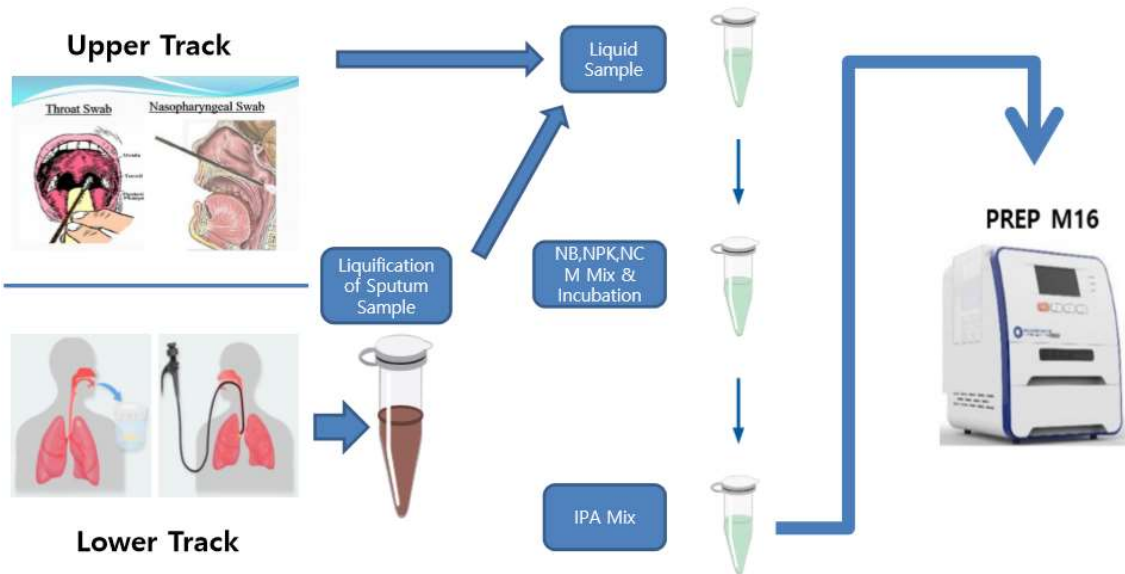 Upper Track
Throat Swab
Nasopharyngeal Swab
Liquid
Sample
Liquification
of Sputum
Sample
NB,NPK,NC
M Mix &
Incubation
PREP M16
IPA Mix
Lower Track